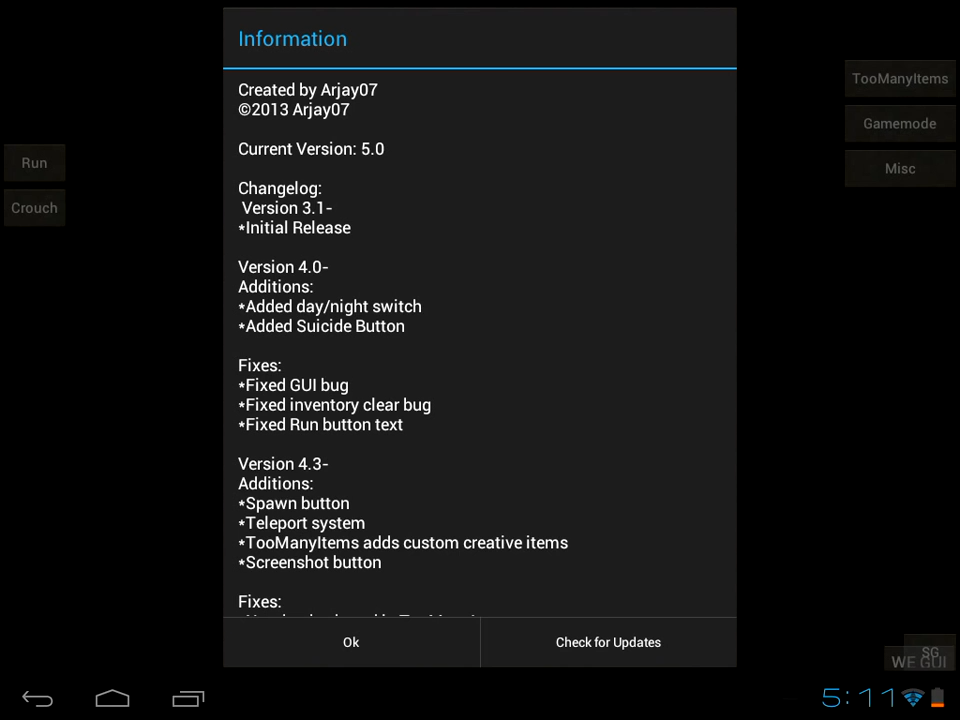 Information
Created by Arjay07
©2013 Arjay07
Current Version: 5.0
Changelog:
Version 3.1-
*Initial Release
Version 4.0-
Additions:
*Added day/night switch
*Added Suicide Button
Fixes:
*Fixed GUI bug
*Fixed inventory clear bug
*Fixed Run button text
Version 4.3-
Additions:
*Spawn button
*Teleport system
*TooManyItems adds custom creative items
*Screenshot button
Fixes:
Ok
Check for Updates
Run
Crouch
TooManyItems
Gamemode
Misc
SG
WE GUI
5:11